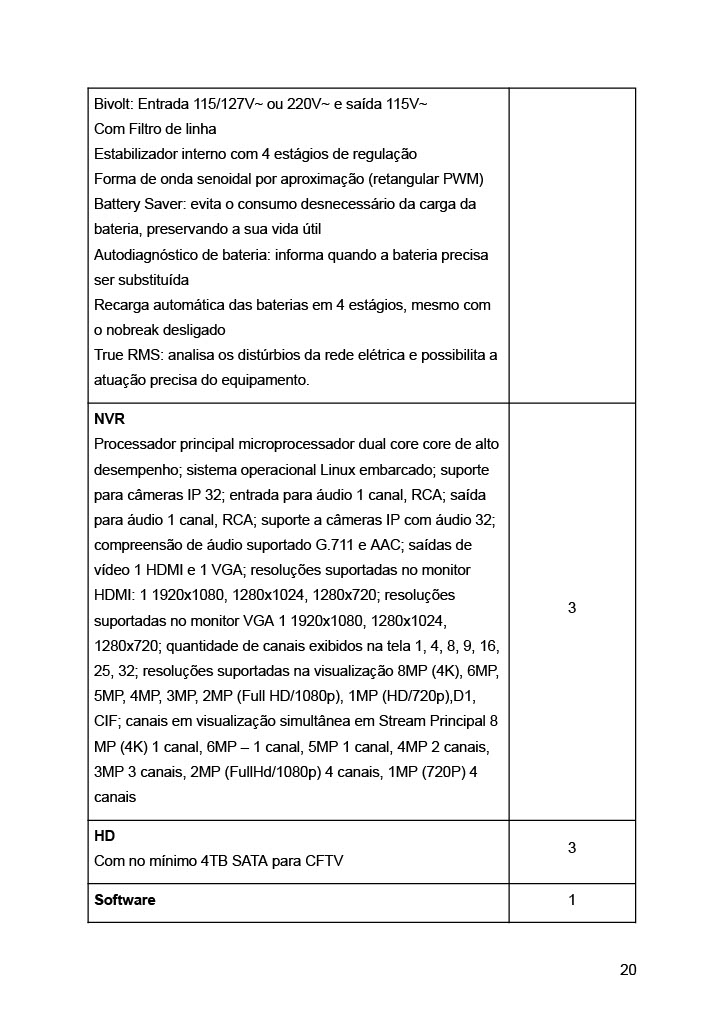 Bivolt: Entrada 115/127V~ ou 220V~ e saída 115V~
Com Filtro de linha
Estabilizador interno com 4 estágios de regulação
Forma de onda senoidal por aproximação (retangular PWM)
Battery Saver: evita o consumo desnecessário da carga da
bateria, preservando a sua vida útil
Autodiagnóstico de bateria: informa quando a bateria precisa
ser substituída
Recarga automática das baterias em 4 estágios, mesmo com
o nobreak desligado
True RMS: analisa os distúrbios da rede elétrica e possibilita a
atuação precisa do equipamento.
NVR
Processador principal microprocessador dual core core de alto
desempenho; sistema operacional Linux embarcado; suporte
para câmeras IP 32; entrada para áudio 1 canal, RCA; saída
para áudio 1 canal, RCA; suporte a câmeras IP com áudio 32;
compreensão de áudio suportado G.711 e AAC; saídas de
vídeo 1 HDMI e 1 VGA; resoluções suportadas no monitor
HDMI: 1 1920x1080, 1280x1024, 1280x720; resoluções
suportadas no monitor VGA 1 1920x1080, 1280x1024,
1280x720; quantidade de canais exibidos na tela 1, 4, 8, 9, 16,
25, 32; resoluções suportadas na visualização 8MP (4K), 6MP,
5MP, 4MP, 3MP, 2MP (Full HD/1080p), 1MP (HD/720p),D1,
CIF; canais em visualização simultânea em Stream Principal 8
MP (4K) 1 canal, 6MP – 1 canal, 5MP 1 canal, 4MP 2 canais,
3MP 3 canais, 2MP (FullHd/1080p) 4 canais, 1MP (720P) 4
canais
3
HD
Com no mínimo 4TB SATA para CFTV
3
Software
1
20